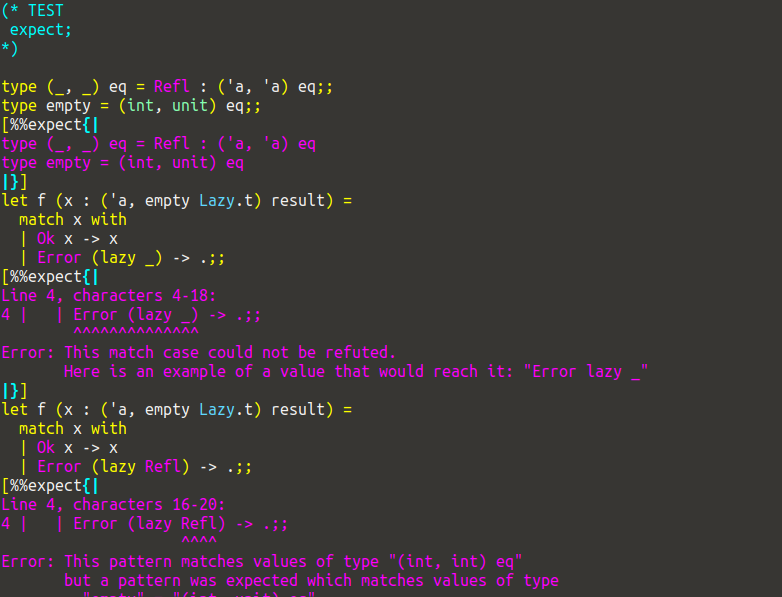 (* TEST
 expect;
*)

type (_, _) eq = Refl : ('a, 'a) eq;;
type empty = (int, unit) eq;;
[%%expect{|
type (_, _) eq = Refl : ('a, 'a) eq
type empty = (int, unit) eq
|}]
let f (x : ('a, empty Lazy.t) result) =
  match x with
  | Ok x -> x
  | Error (lazy _) -> .;;
[%%expect{|
Line 4, characters 4-18:
4 |   | Error (lazy _) -> .;;
        ^^^^^^^^^^^^^^
Error: This match case could not be refuted.
       Here is an example of a value that would reach it: "Error lazy _"
|}]
let f (x : ('a, empty Lazy.t) result) =
  match x with
  | Ok x -> x
  | Error (lazy Refl) -> .;;
[%%expect{|
Line 4, characters 16-20:
4 |   | Error (lazy Refl) -> .;;
                    ^^^^
Error: This pattern matches values of type "(int, int) eq"
       but a pattern was expected which matches values of type
         "empty" = "(int, unit) eq"